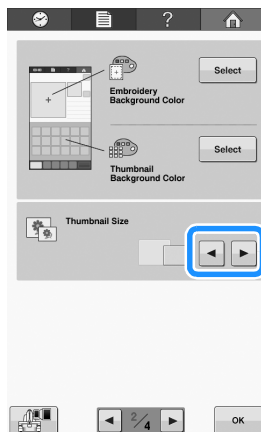 ?
Embroidery
Background Color
Select
Thumbnail
Background Color
Select
Thumbnail Size
2/4
OK